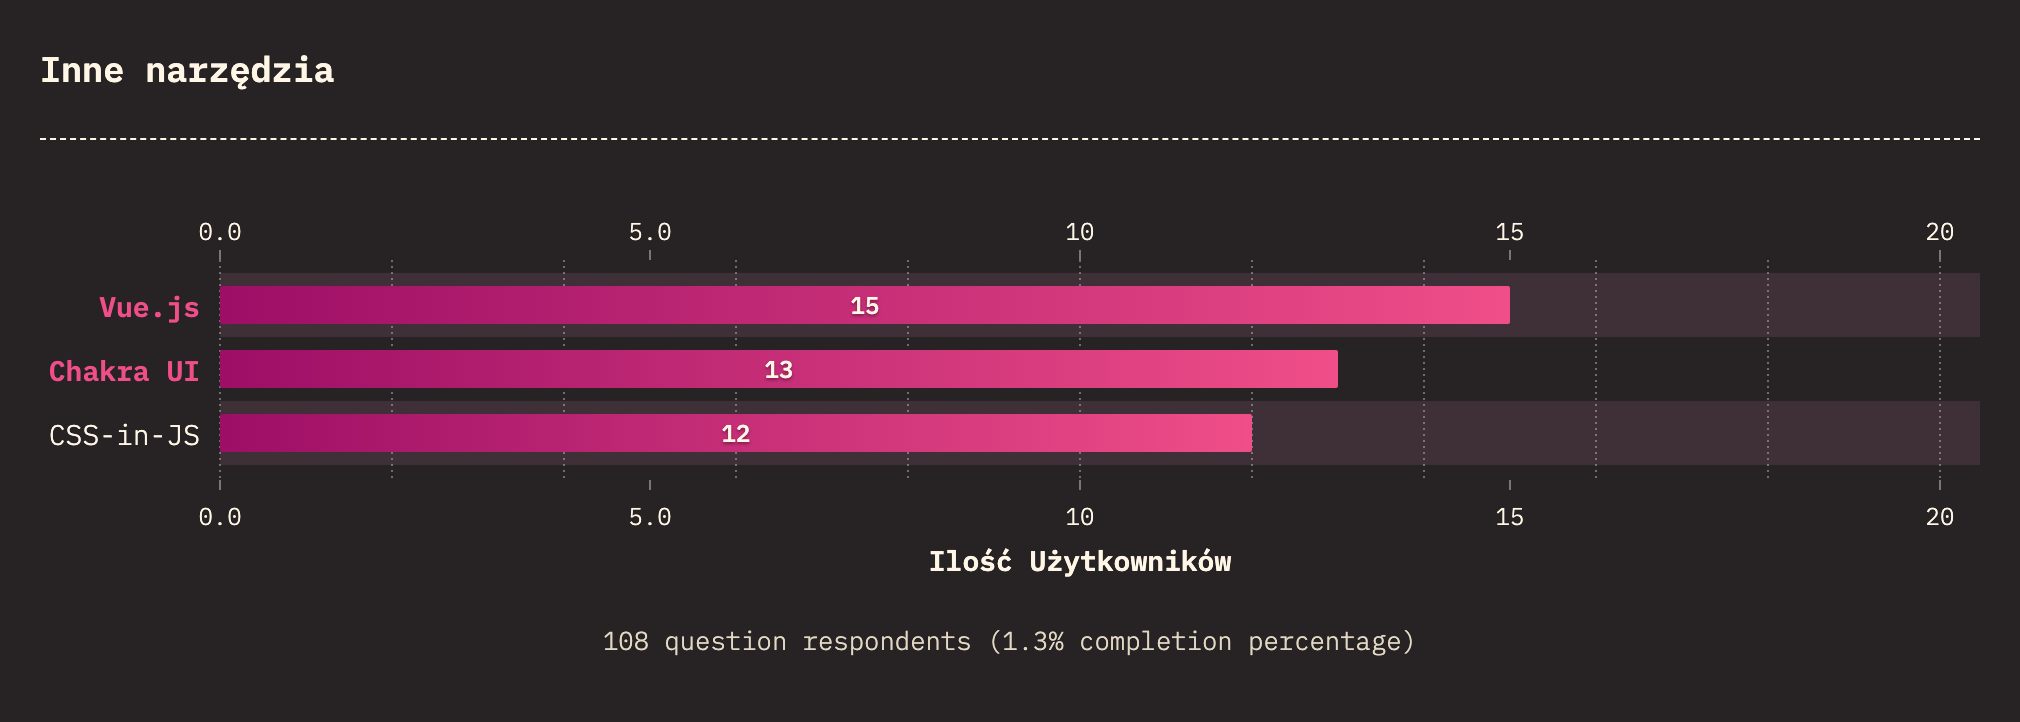 Inne narzędzia
0.0 5.0 10 15 20
Vue.js 15
Chakra UI 13
CSS-in-JS 12
0.0 5.0 10 15 20
Ilość Użytkowników
108 question respondents (1.3% completion percentage)